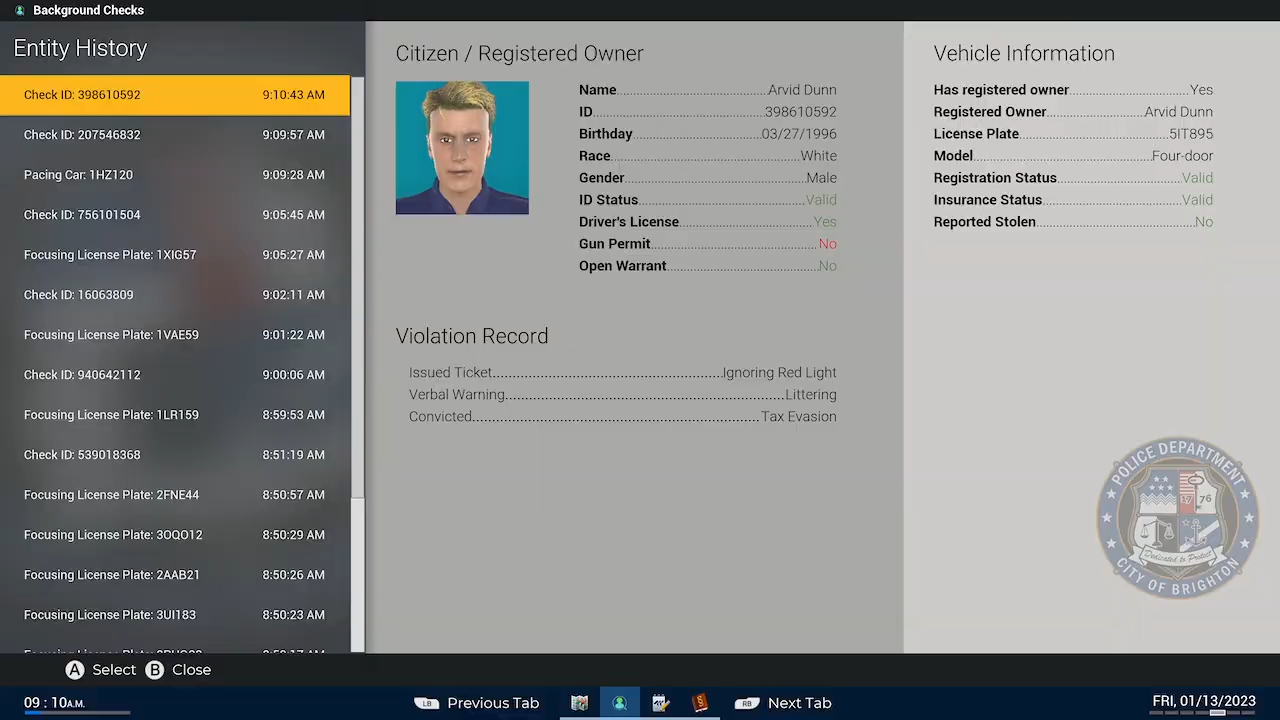 Background Checks
Entity History
Check ID: 398610592 9:10:43 AM
Check ID: 207546832 9:09:57 AM
Pacing Car: 1HZ120 9:09:28 AM
Check ID: 756101504 9:05:45 AM
Focusing License Plate: 1XIG57 9:05:27 AM
Check ID: 16063809 9:02:11 AM
Focusing License Plate: 1VAE59 9:01:22 AM
Check ID: 940642112 9:00:06 AM
Focusing License Plate: 1LR159 8:59:53 AM
Check ID: 539018368 8:51:19 AM
Focusing License Plate: 2FNE44 8:50:57 AM
Focusing License Plate: 3OQO12 8:50:29 AM
Focusing License Plate: 2AAB21 8:50:26 AM
Focusing License Plate: 3UI183 8:50:23 AM
Citizen / Registered Owner
Name Arvid Dunn
ID 398610592
Birthday 03/27/1996
Race White
Gender Male
ID Status Valid
Driver's License Yes
Gun Permit No
Open Warrant No
Violation Record
Issued Ticket Ignoring Red Light
Verbal Warning Littering
Convicted Tax Evasion
Vehicle Information
Has registered owner Yes
Registered Owner Arvid Dunn
License Plate 5IT895
Model Four-door
Registration Status Valid
Insurance Status Valid
Reported Stolen No
POLICE DEPARTMENT
17 76
Dedicated to Protect
CITY OF BRIGHTON
A Select B Close
09 : 10 A.M.
LB Previous Tab
RB Next Tab
FRI, 01/13/2023